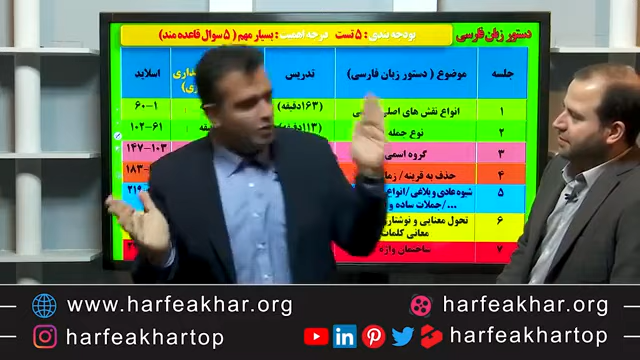 دستور زبان فارسی
بودجه بندی : ۵ تست درجه اهمیت : بسیار مهم ( ۵ سوال قاعده مند)
جلسه موضوع ( دستور زبان فارسی) تدریس اسلاید
۱ انواع نقش های اصلی (۱۶۳دقیقه) ۱-۶۰
۲ نوع جمله (۱۱۳دقیقه) ۶۱-۱۰۲
۳ گروه اسمی ۱۰۳-۱۴۷
۴ حذف به قرینه / ۱۸۳-
۵ شیوه عادی و بلاغی /انواع
.../جملات ساده و
۶ تحول معنایی و نوشتار
معانی کلمات
۷ ساختمان واژه
www.harfeakhar.org harfeakhar.org
harfeakhartop harfeakhartop